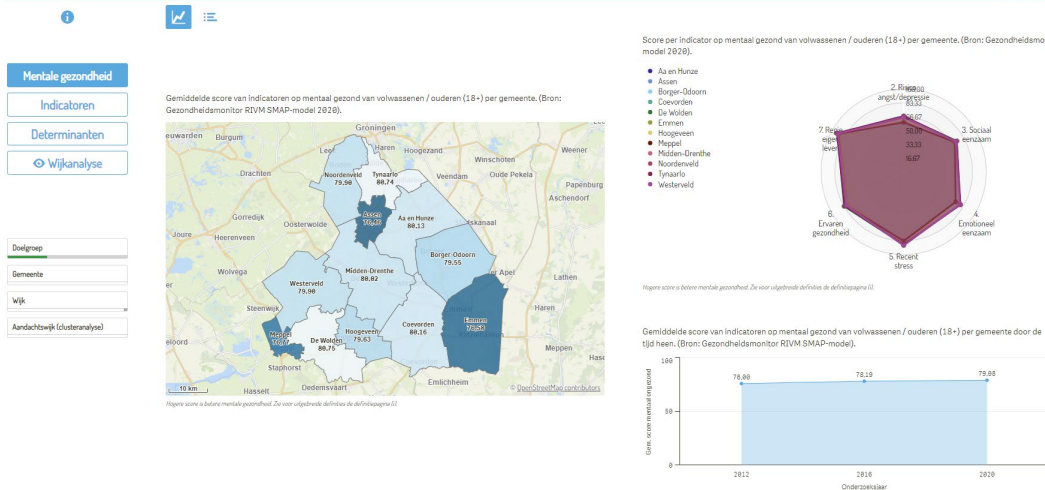 Mentale gezondheid
Indicatoren
Determinanten
Wijkanalyse
Doelgroep
Gemeente
Wijk
Aandachtswijk (clusteranalyse)
Gemiddelde score van indicatoren op mentaal gezond van volwassenen / ouderen (18+) per gemeente. (Bron:
Gezondheidsmonitor RIVM SMAP-model 2020).
Groningen
Burgum
Haren
Hoogezand
Winschoten
Weener
Drachten
Noordenveld
79,90
Tynaarlo
80,74
Veendam
Oude Pekela
Papenburg
Aschendorf
Gorredijk
Oosterwolde
Assen
Aa en Hunze
80,13
Joure
Heerenveen
Borger-Odoorn
79,55
Wolvega
Midden-Drenthe
80,02
Lathen
Westerveld
79,90
Steenwijk
Haren
Emmen
Coevorden
80,16
Hoogeveen
79,63
De Wolden
80,75
Meppel
Meppen
Staphorst
Hasselt
Dedemsvaart
Emlichheim
10 km
© OpenStreetMap contributors
Hogere score is betere mentale gezondheid. Zie voor uitgebreide definities de definitiepagina (i).
Score per indicator op mentaal gezond van volwassenen / ouderen (18+) per gemeente. (Bron: Gezondheidsmo
model 2020).
Aa en Hunze
Assen
Borger-Odoorn
Coevorden
De Wolden
Emmen
Hoogeveen
Meppel
Midden-Drenthe
Noordenveld
Tynaarlo
Westerveld
angst/depressie
83,33
66,67
50,00
33,33
16,67
3. Sociaal
eenzaam
4.
Emotioneel
eenzaam
5. Recent
stress
6.
Ervaren
gezondheid
Hogere score is betere mentale gezondheid. Zie voor uitgebreide definities de definitiepagina (i).
Gemiddelde score van indicatoren op mentaal gezond van volwassenen / ouderen (18+) per gemeente door de
tijd heen. (Bron: Gezondheidsmonitor RIVM SMAP-model).
Gem. score mentaal ongezond
100
50
0
76,00
78,19
79,08
2012
2016
2020
Onderzoeksjaar